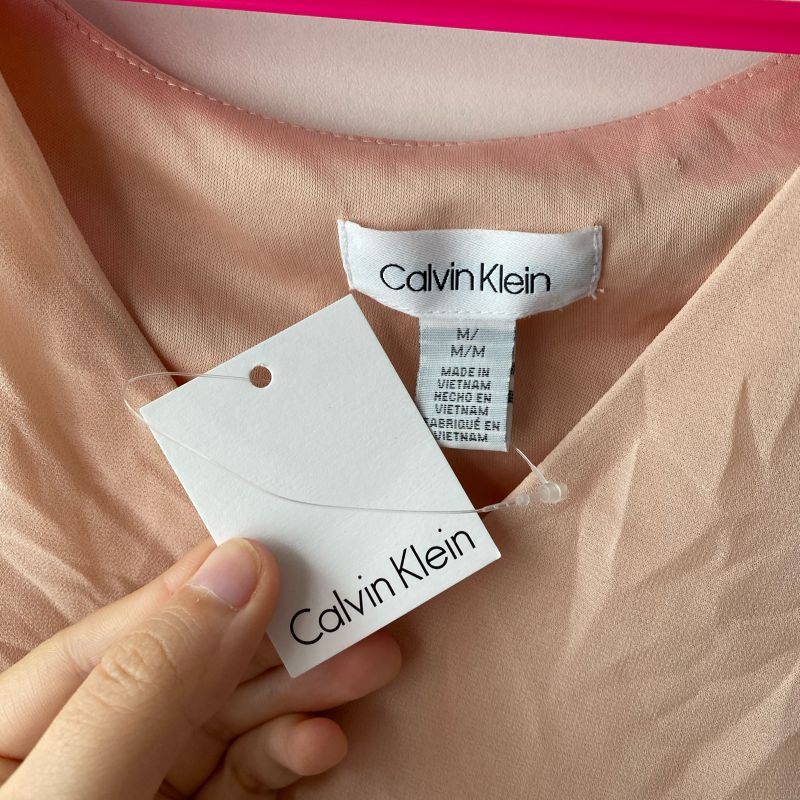 Calvin Klein
M/
M/M
MADE IN
VIETNAM
HECHO EN
VIETNAM
FABRIQUÉ EN
VIETNAM
Calvin Klein